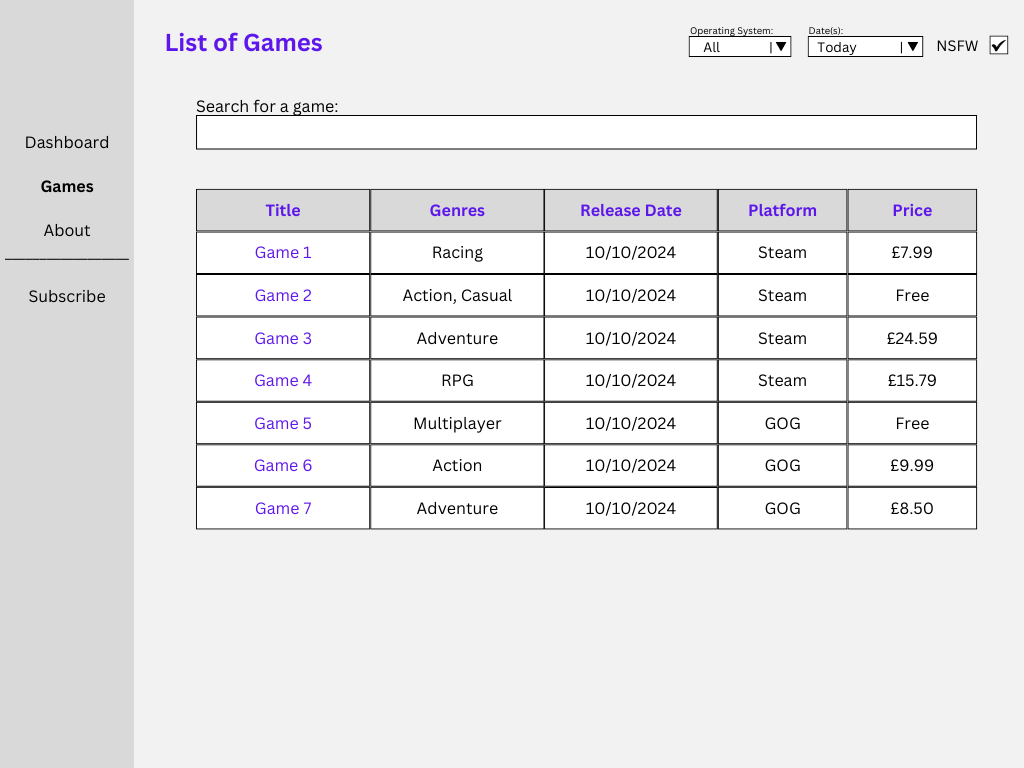 List of Games
Operating System:
All
Date(s):
Today
NSFW
Dashboard
Games
About
Subscribe
Search for a game:
Title Genres Release Date Platform Price
Game 1 Racing 10/10/2024 Steam £7.99
Game 2 Action, Casual 10/10/2024 Steam Free
Game 3 Adventure 10/10/2024 Steam £24.59
Game 4 RPG 10/10/2024 Steam £15.79
Game 5 Multiplayer 10/10/2024 GOG Free
Game 6 Action 10/10/2024 GOG £9.99
Game 7 Adventure 10/10/2024 GOG £8.50